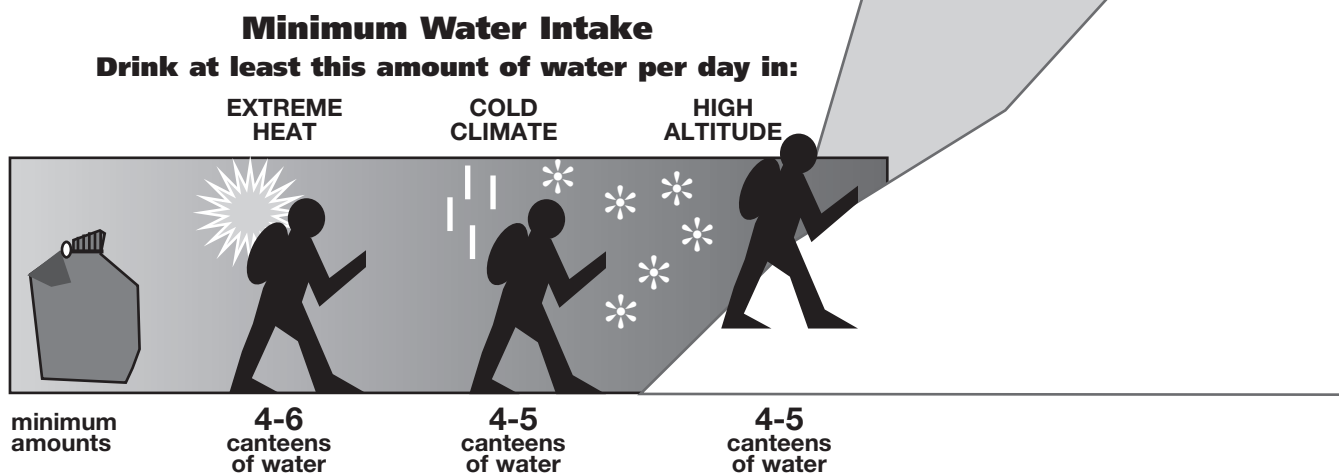 Minimum Water Intake
Drink at least this amount of water per day in:
EXTREME
HEAT
COLD
CLIMATE
HIGH
ALTITUDE
minimum
amounts
4-6
canteens
of water
4-5
canteens
of water
4-5
canteens
of water